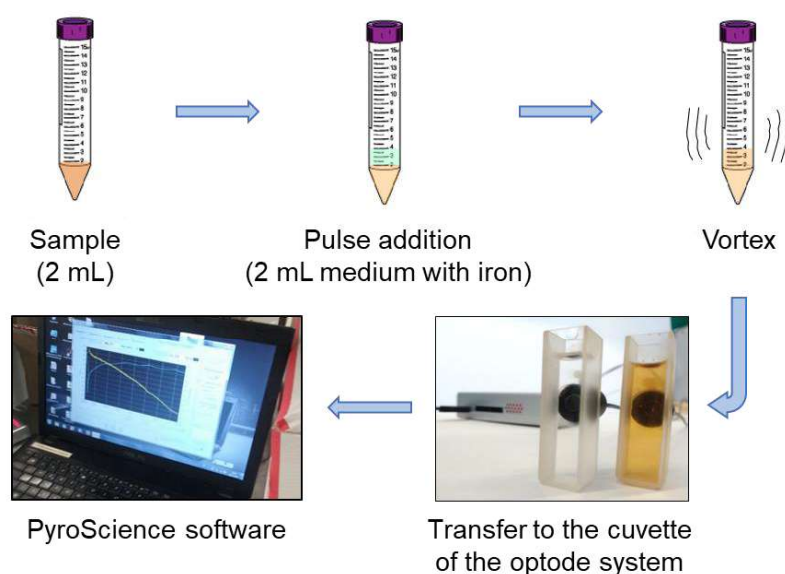 Sample
(2 mL)
Pulse addition
(2 mL medium with iron)
Vortex
PyroScience software
Transfer to the cuvette
of the optode system